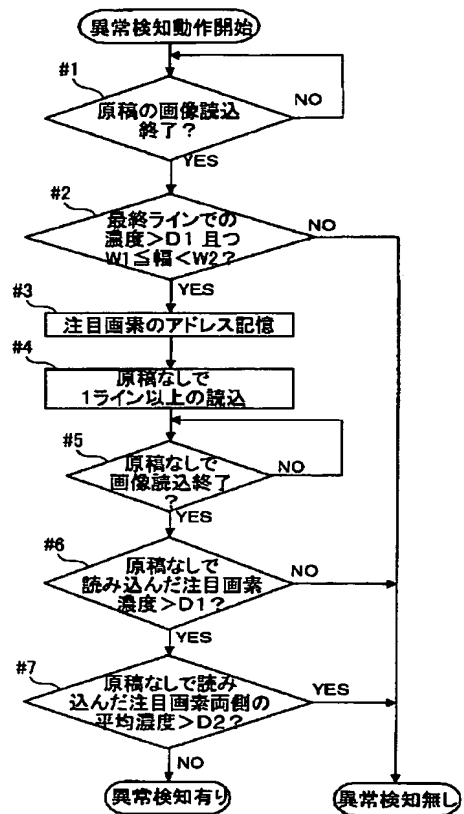 異常検知動作開始
#1
原稿の画像読込
終了?
NO
YES
#2
最終ラインでの
濃度>D1 且つ
W1≦幅<W2?
NO
YES
#3
注目画素のアドレス記憶
#4
原稿なしで
1ライン以上の読込
#5
原稿なしで
画像読込終了
?
NO
YES
#6
原稿なしで
読み込んだ注目画素
濃度>D1?
NO
YES
#7
原稿なしで読み
込んだ注目画素両側の
平均濃度>D2?
YES
NO
異常検知有り
異常検知無し